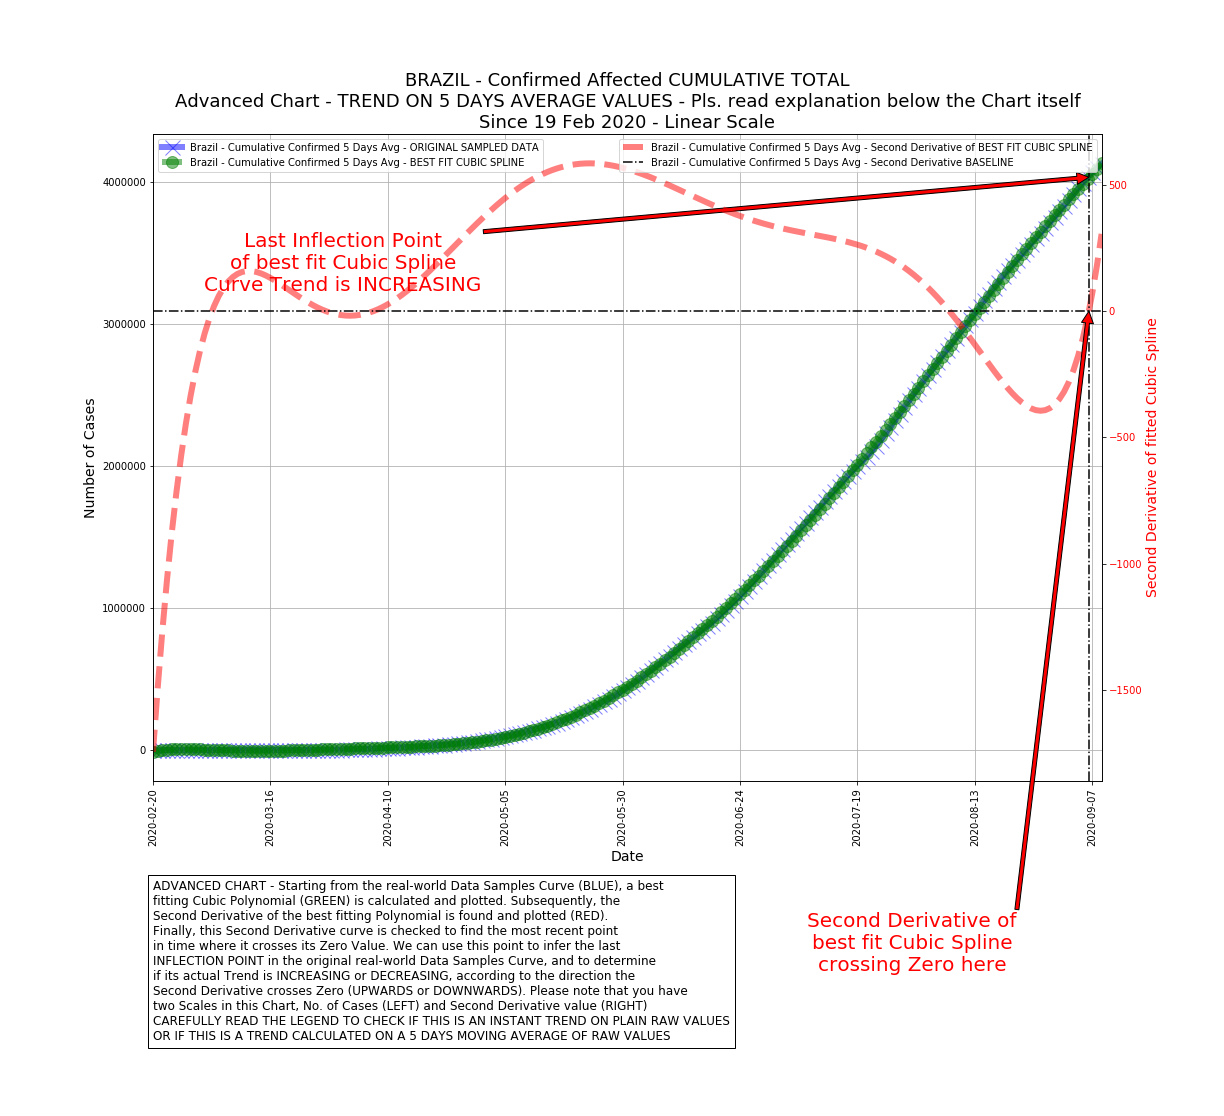 BRAZIL - Confirmed Affected CUMULATIVE TOTAL
Advanced Chart - TREND ON 5 DAYS AVERAGE VALUES - Pls. read explanation below the Chart itself
Since 19 Feb 2020 - Linear Scale
Brazil - Cumulative Confirmed 5 Days Avg - ORIGINAL SAMPLED DATA
Brazil - Cumulative Confirmed 5 Days Avg - BEST FIT CUBIC SPLINE
Brazil - Cumulative Confirmed 5 Days Avg - Second Derivative of BEST FIT CUBIC SPLINE
Brazil - Cumulative Confirmed 5 Days Avg - Second Derivative BASELINE
Last Inflection Point
of best fit Cubic Spline
Curve Trend is INCREASING
Number of Cases
4000000
3000000
2000000
1000000
0
500
0
−500
−1000
−1500
Second Derivative of fitted Cubic Spline
2020-02-20
2020-03-16
2020-04-10
2020-05-05
2020-05-30
2020-06-24
2020-07-19
2020-08-13
2020-09-07
Date
ADVANCED CHART - Starting from the real-world Data Samples Curve (BLUE), a best
fitting Cubic Polynomial (GREEN) is calculated and plotted. Subsequently, the
Second Derivative of the best fitting Polynomial is found and plotted (RED).
Finally, this Second Derivative curve is checked to find the most recent point
in time where it crosses its Zero Value. We can use this point to infer the last
INFLECTION POINT in the original real-world Data Samples Curve, and to determine
if its actual Trend is INCREASING or DECREASING, according to the direction the
Second Derivative crosses Zero (UPWARDS or DOWNWARDS). Please note that you have
two Scales in this Chart, No. of Cases (LEFT) and Second Derivative value (RIGHT)
CAREFULLY READ THE LEGEND TO CHECK IF THIS IS AN INSTANT TREND ON PLAIN RAW VALUES
OR IF THIS IS A TREND CALCULATED ON A 5 DAYS MOVING AVERAGE OF RAW VALUES
Second Derivative of
best fit Cubic Spline
crossing Zero here